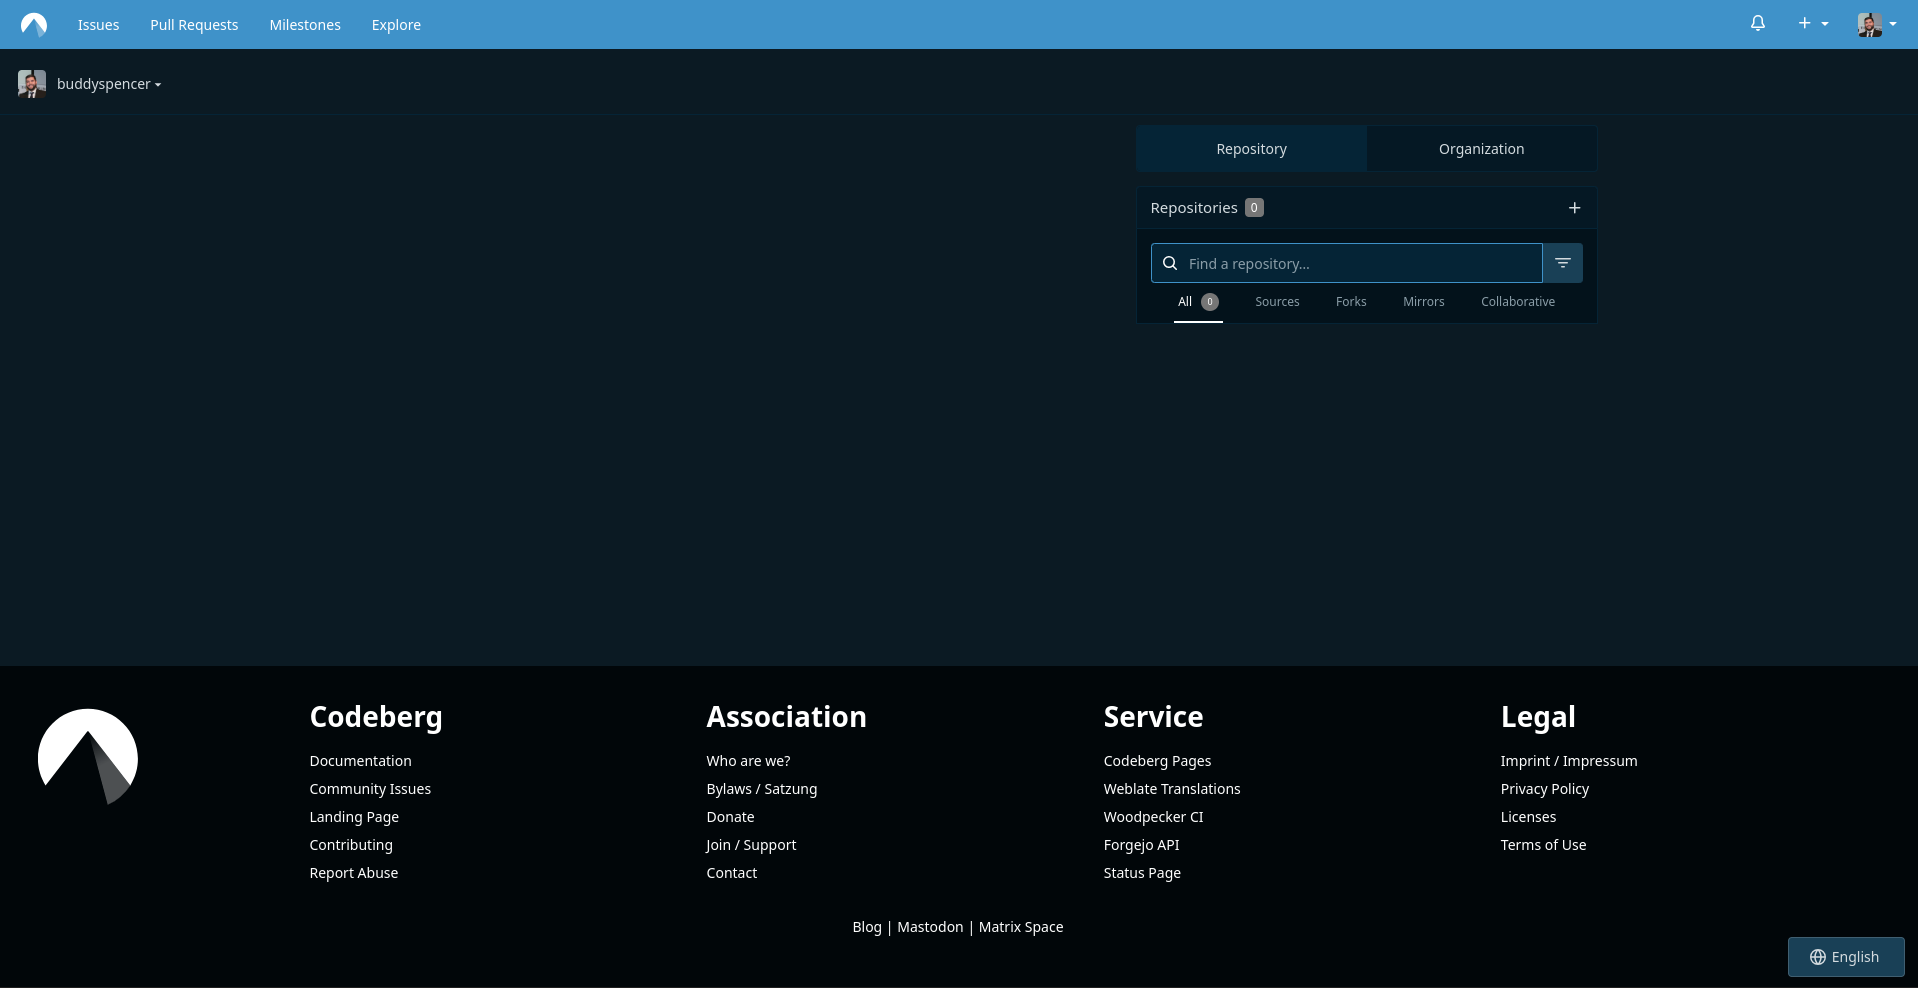 Issues Pull Requests Milestones Explore
buddyspencer
Repository Organization
Repositories 0
Find a repository...
All 0 Sources Forks Mirrors Collaborative
Codeberg
Documentation
Community Issues
Landing Page
Contributing
Report Abuse
Association
Who are we?
Bylaws / Satzung
Donate
Join / Support
Contact
Service
Codeberg Pages
Weblate Translations
Woodpecker CI
Forgejo API
Status Page
Legal
Imprint / Impressum
Privacy Policy
Licenses
Terms of Use
Blog | Mastodon | Matrix Space
English